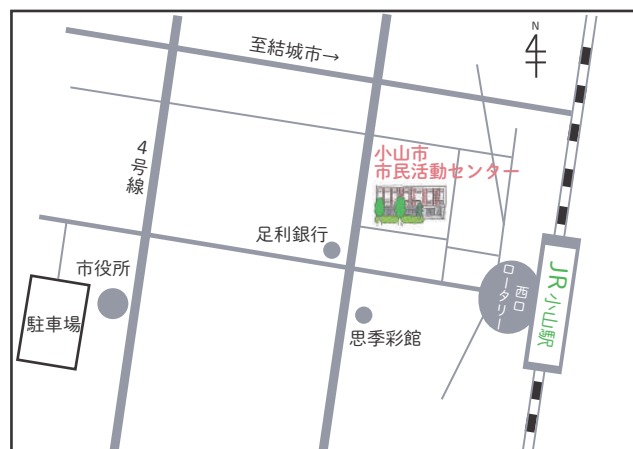 至結城市→
N
4号線
小山市
市民活動センター
足利銀行
市役所
駐車場
思季彩館
西口
ロータリー
JR小山駅